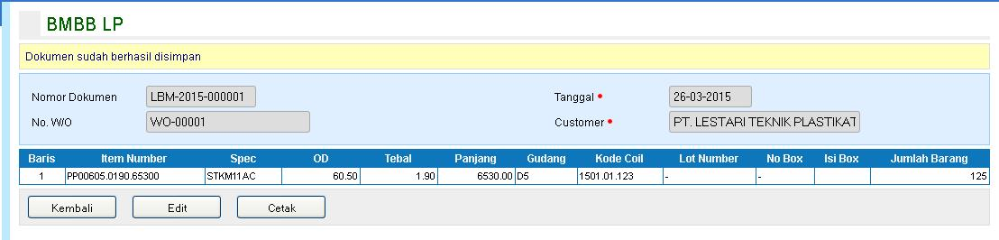 BMBB LP
Dokumen sudah berhasil disimpan
Nomor Dokumen LBM-2015-000001 Tanggal • 26-03-2015
No. W/O WO-00001 Customer • PT. LESTARI TEKNIK PLASTIKAT
Baris Item Number Spec OD Tebal Panjang Gudang Kode Coil Lot Number No Box Isi Box Jumlah Barang
1 PP00605.0190.65300 STKM11AC 60.50 1.90 6530.00 D5 1501.01.123 - - 125
Kembali Edit Cetak